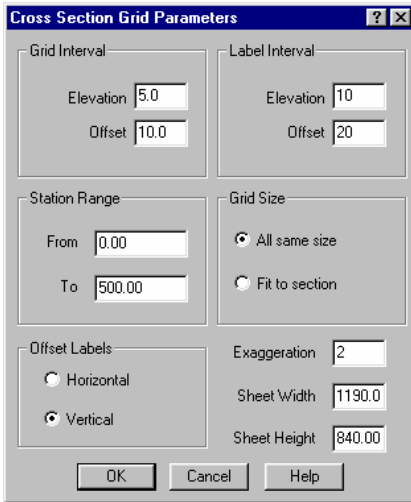 Cross Section Grid Parameters
Grid Interval
Elevation 5.0
Offset 10.0
Label Interval
Elevation 10
Offset 20
Station Range
From 0.00
To 500.00
Grid Size
All same size
Fit to section
Offset Labels
Horizontal
Vertical
Exaggeration 2
Sheet Width 1190.0
Sheet Height 840.00
OK Cancel Help